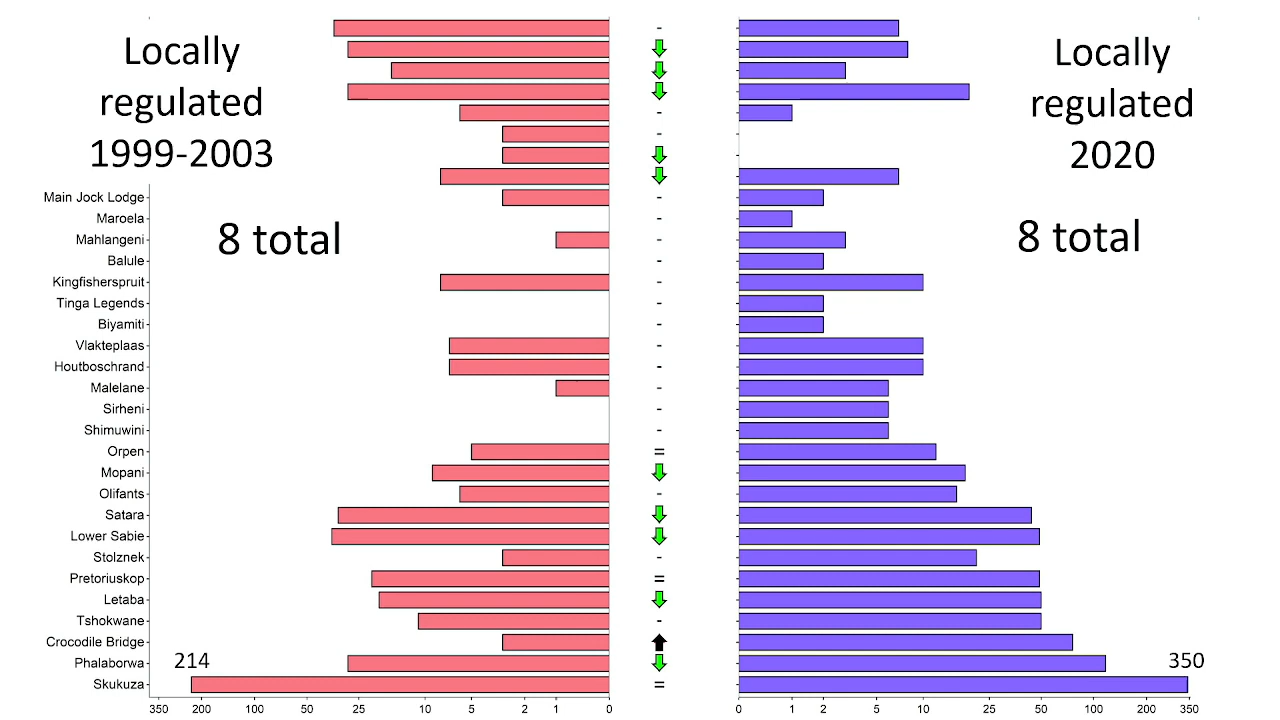 Locally
regulated
1999-2003
8 total
Locally
regulated
2020
8 total
Main Jock Lodge
Maroela
Mahlangeni
Balule
Kingfisherspruit
Tinga Legends
Biyamiti
Vlakteplaas
Houtboschrand
Malelane
Sirheni
Shimuwini
Orpen =
Mopani
Olifants
Satara
Lower Sabie
Stolznek
Pretoriuskop =
Letaba
Tshokwane
Crocodile Bridge
Phalaborwa 214 350
Skukuza =
350 200 100 50 25 10 5 2 1 0
0 1 2 5 10 25 50 100 200 350